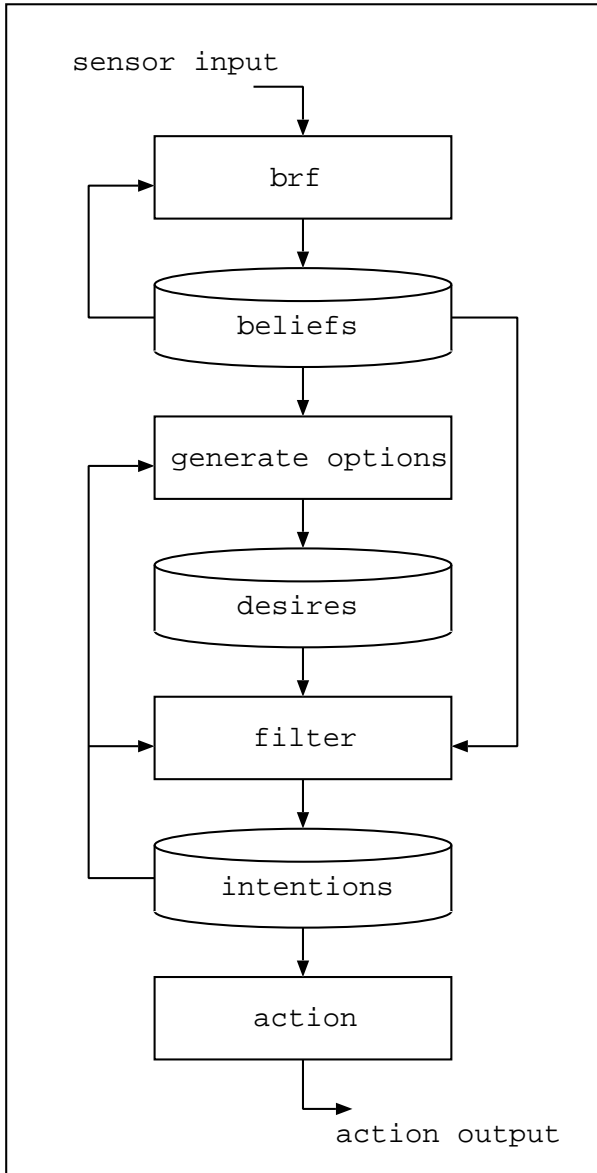 sensor input
brf
beliefs
generate options
desires
filter
intentions
action
action output